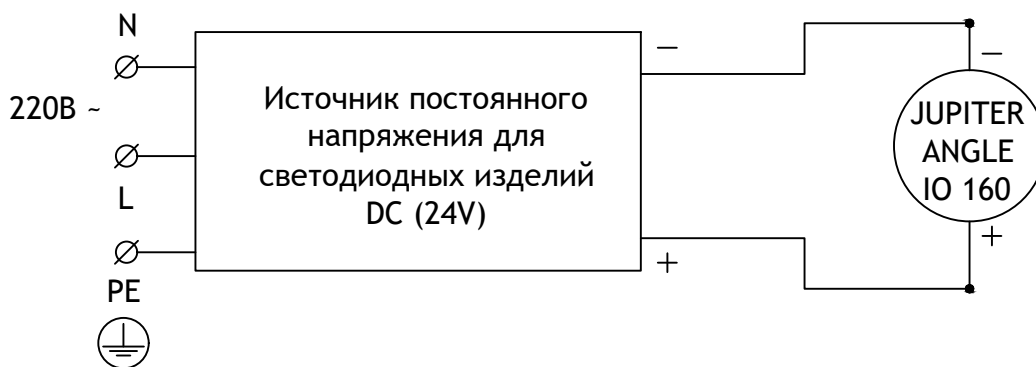 N
220В ~
L
PE
Источник постоянного
напряжения для
светодиодных изделий
DC (24V)
−
+
−
JUPITER
ANGLE
IO 160
+